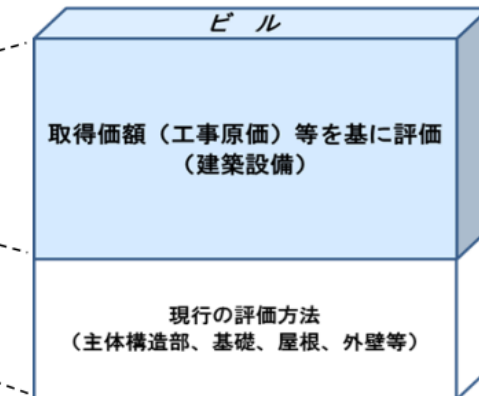 ビル
取得価額（工事原価）等を基に評価
（建築設備）
現行の評価方法
（主体構造部、基礎、屋根、外壁等）